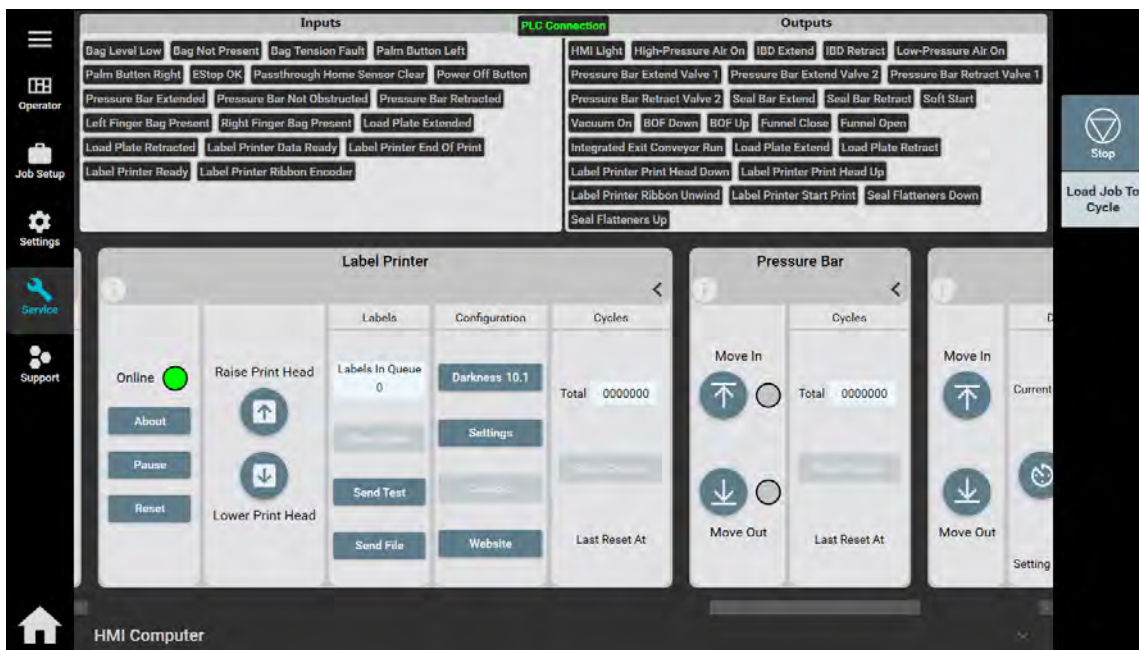 Inputs
PLC Connection
Outputs
Bag Level Low Bag Not Present Bag Tension Fault Palm Button Left
Palm Button Right EStop OK Passthrough Home Sensor Clear Power Off Button
Pressure Bar Extended Pressure Bar Not Obstructed Pressure Bar Retracted
Left Finger Bag Present Right Finger Bag Present Load Plate Extended
Load Plate Retracted Label Printer Data Ready Label Printer End Of Print
Label Printer Ready Label Printer Ribbon Encoder
HMI Light High-Pressure Air On IBD Extend IBD Retract Low-Pressure Air On
Pressure Bar Extend Valve 1 Pressure Bar Extend Valve 2 Pressure Bar Retract Valve 1
Pressure Bar Retract Valve 2 Seal Bar Extend Seal Bar Retract Soft Start
Vacuum On BOF Down BOF Up Funnel Close Funnel Open
Integrated Exit Conveyor Run Load Plate Extend Load Plate Retract
Label Printer Print Head Down Label Printer Print Head Up
Label Printer Ribbon Unwind Label Printer Start Print Seal Flatteners Down
Seal Flatteners Up
Operator
Job Setup
Settings
Service
Support
Stop
Load Job To
Cycle
Label Printer
Labels Configuration Cycles
Online
About
Pause
Reset
Raise Print Head
Lower Print Head
Labels In Queue
0
Send Test
Send File
Darkness 10.1
Settings
Website
Total 0000000
Last Reset At
Pressure Bar
Cycles
Move In
Move Out
Total 0000000
Last Reset At
Move In
Move Out
D
Current
Setting
HMI Computer